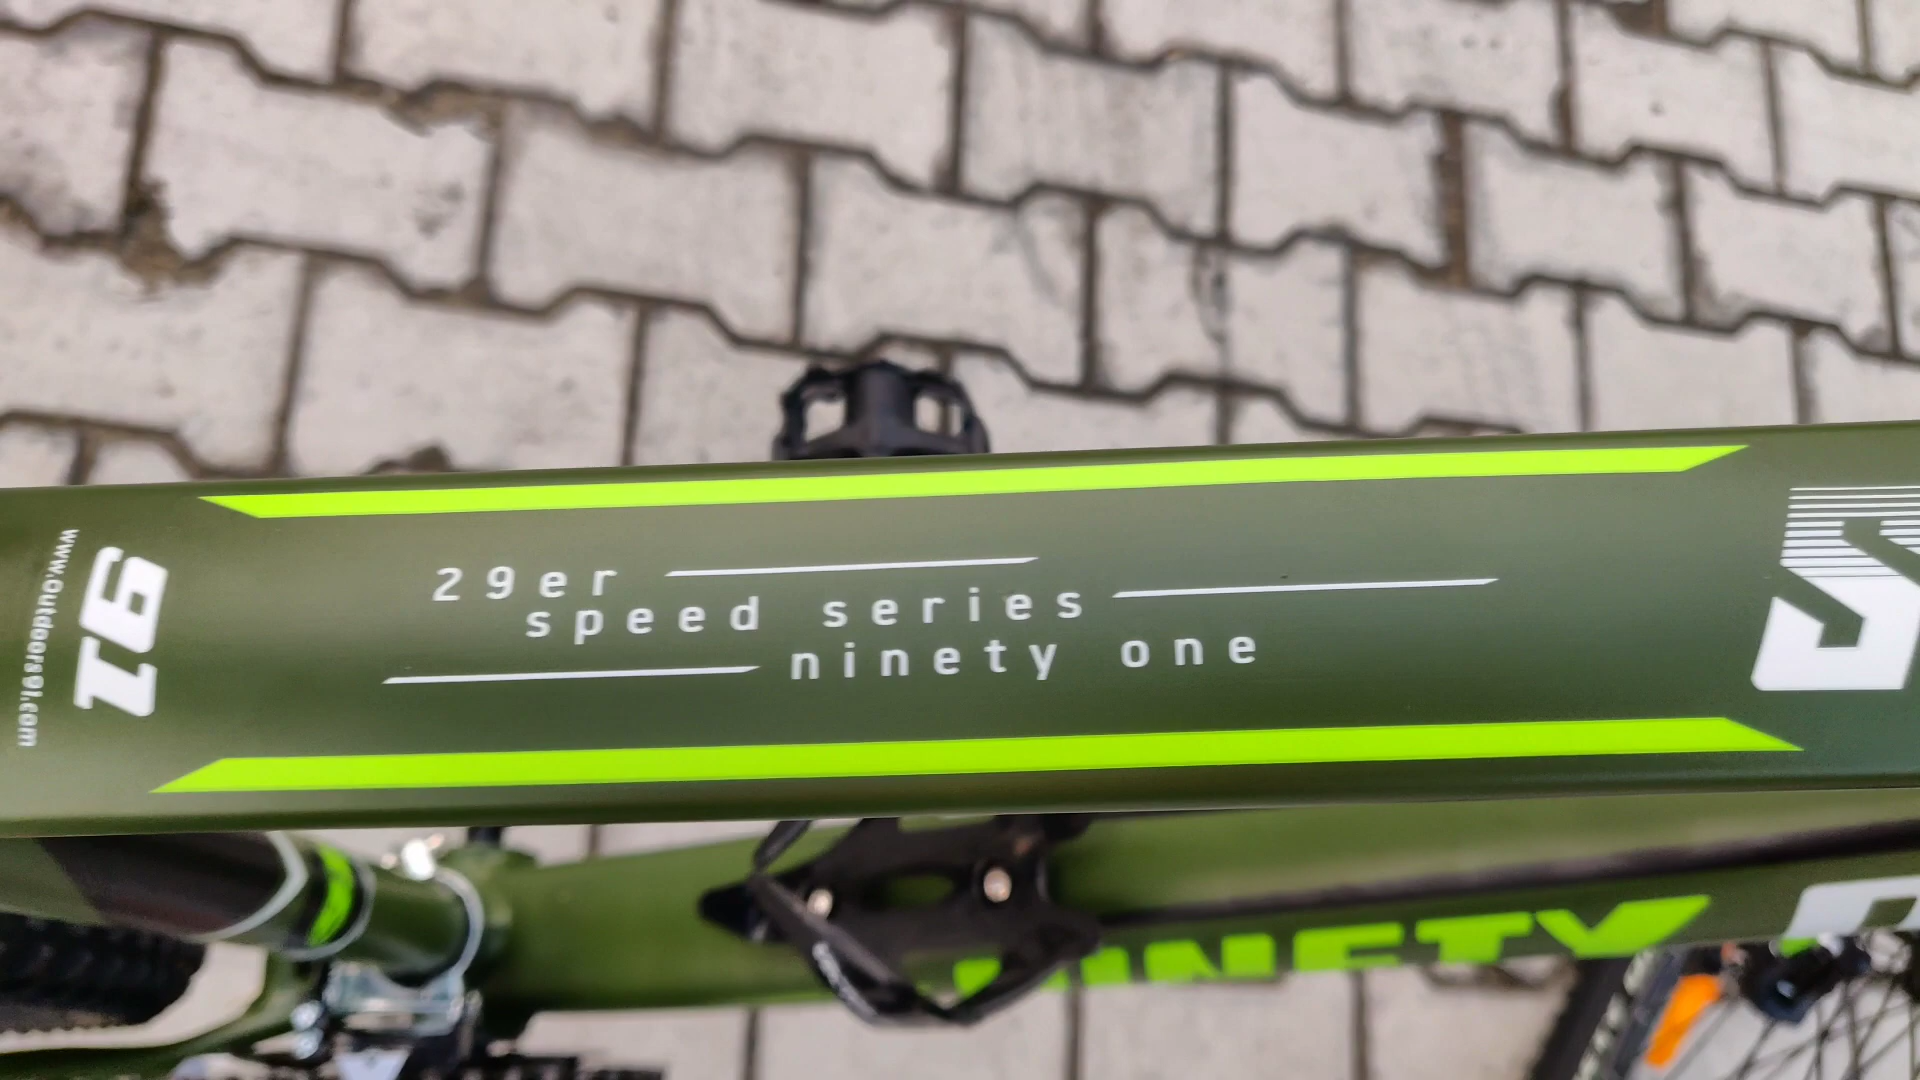 29er
speed series
ninety one
91
www.Outdoors91.com
NINETY